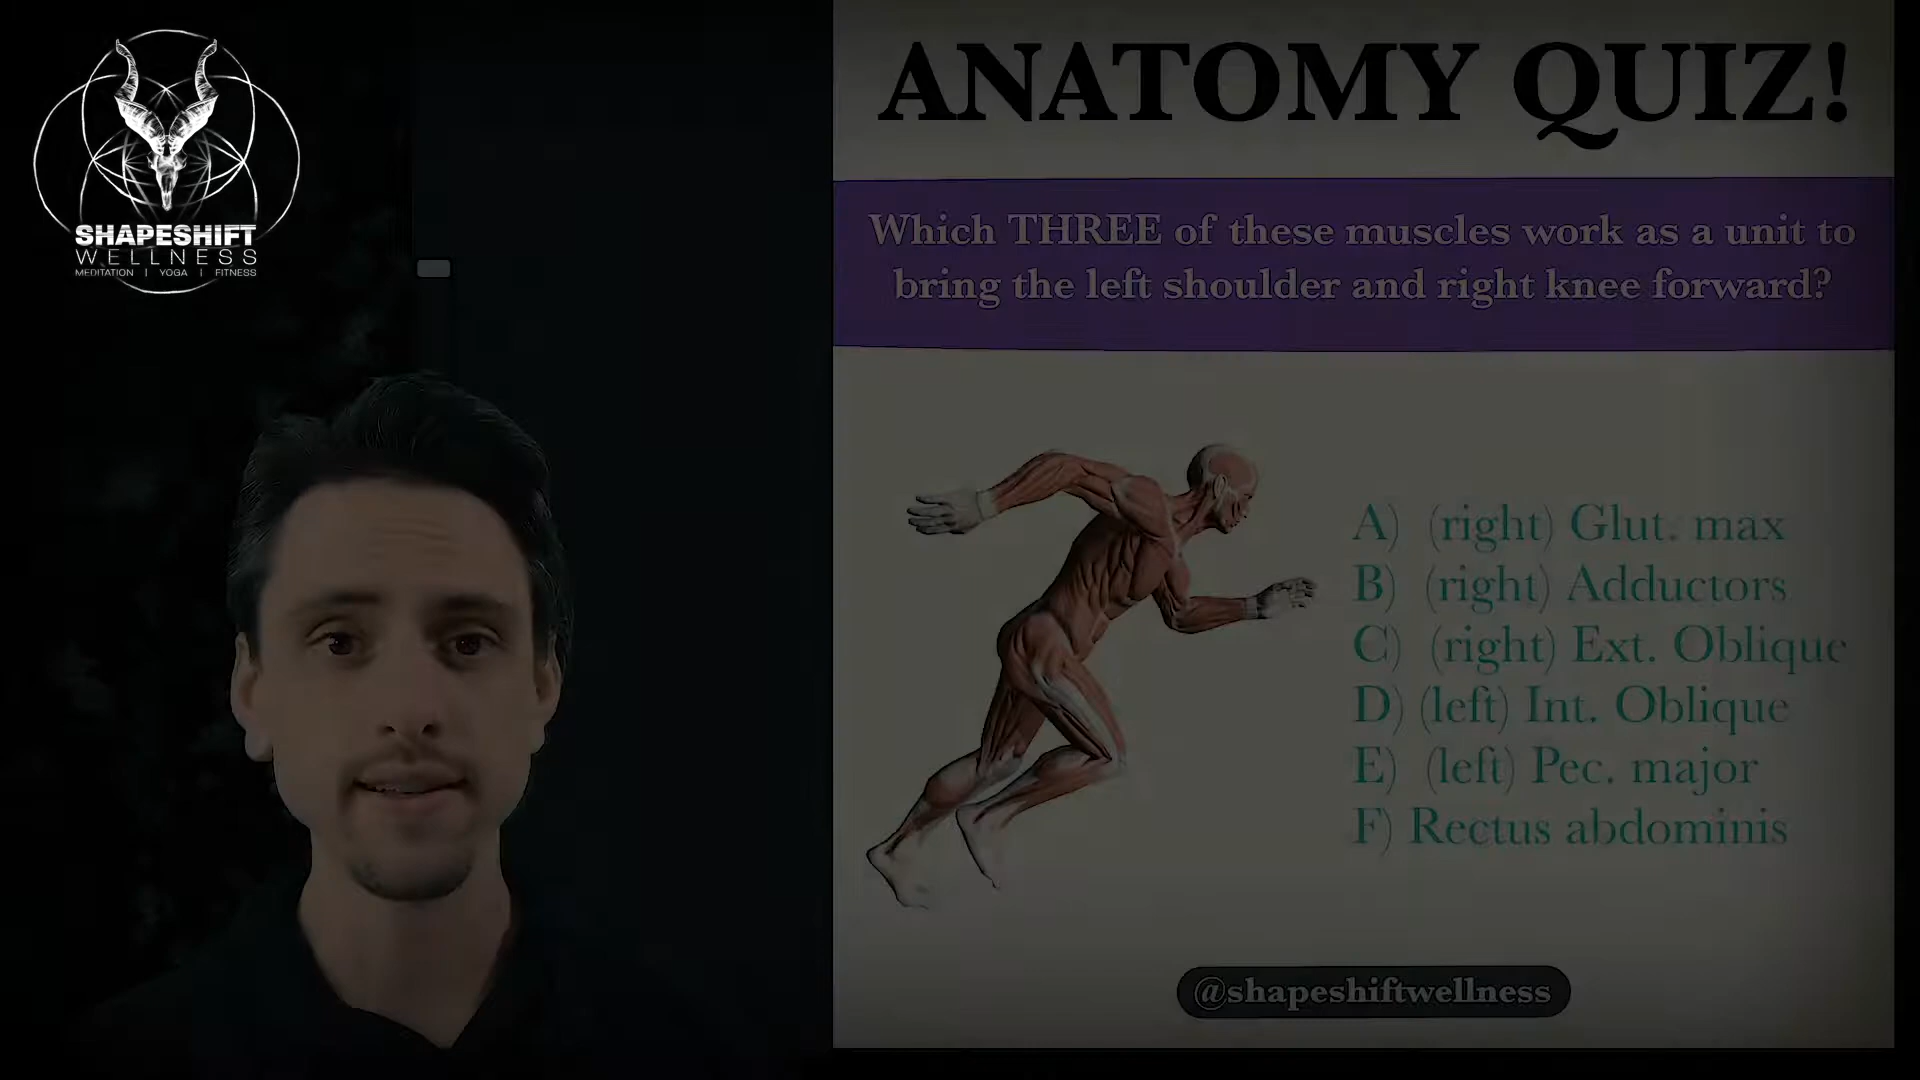 SHAPESHIFT
WELLNESS
MEDITATION | YOGA | FITNESS
ANATOMY QUIZ!
Which THREE of these muscles work as a unit to
bring the left shoulder and right knee forward?
A) (right) Glut. max
B) (right) Adductors
C) (right) Ext. Oblique
D) (left) Int. Oblique
E) (left) Pec. major
F) Rectus abdominis
@shapeshiftwellness